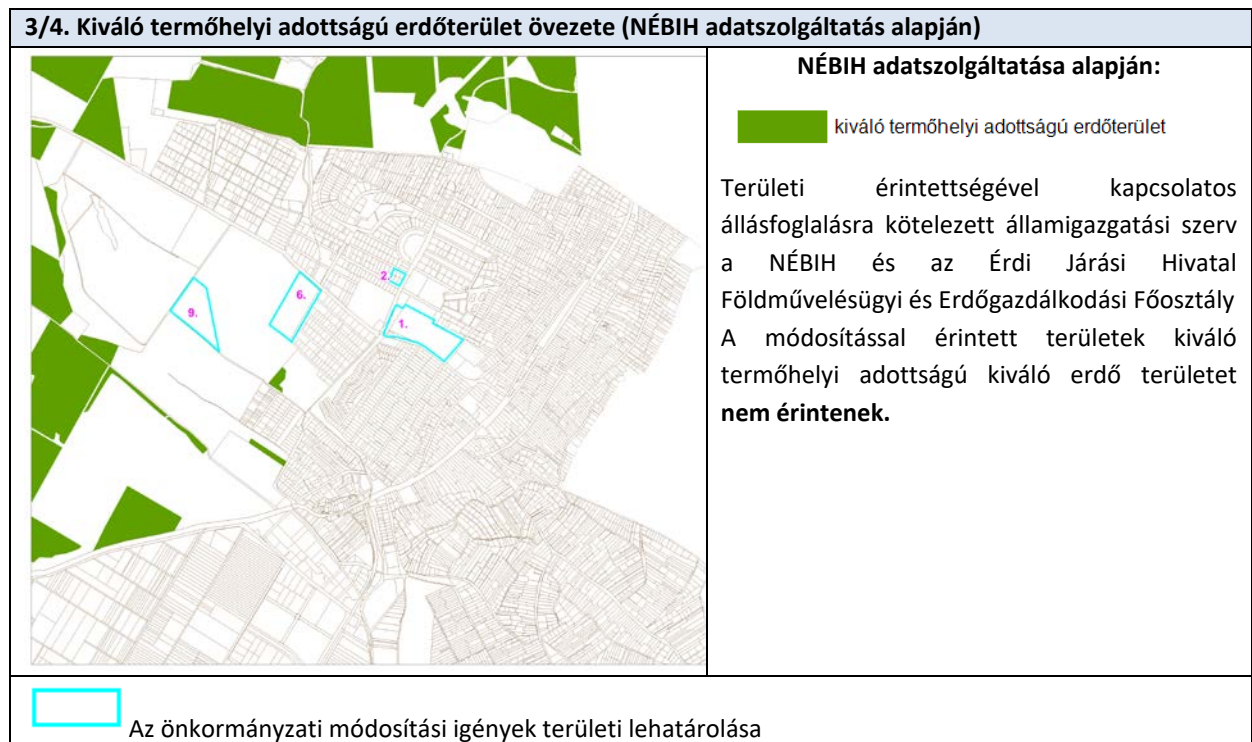 3/4. Kiváló termőhelyi adottságú erdőterület övezete (NÉBIH adatszolgáltatás alapján)
2.
6.
9.
1.
NÉBIH adatszolgáltatása alapján:
kiváló termőhelyi adottságú erdőterület
Területi érintettségével kapcsolatos
állásfoglalásra kötelezett államigazgatási szerv
a NÉBIH és az Érdi Járási Hivatal
Földművelésügyi és Erdőgazdálkodási Főosztály
A módosítással érintett területek kiváló
termőhelyi adottságú kiváló erdő területet
nem érintenek.
Az önkormányzati módosítási igények területi lehatárolása